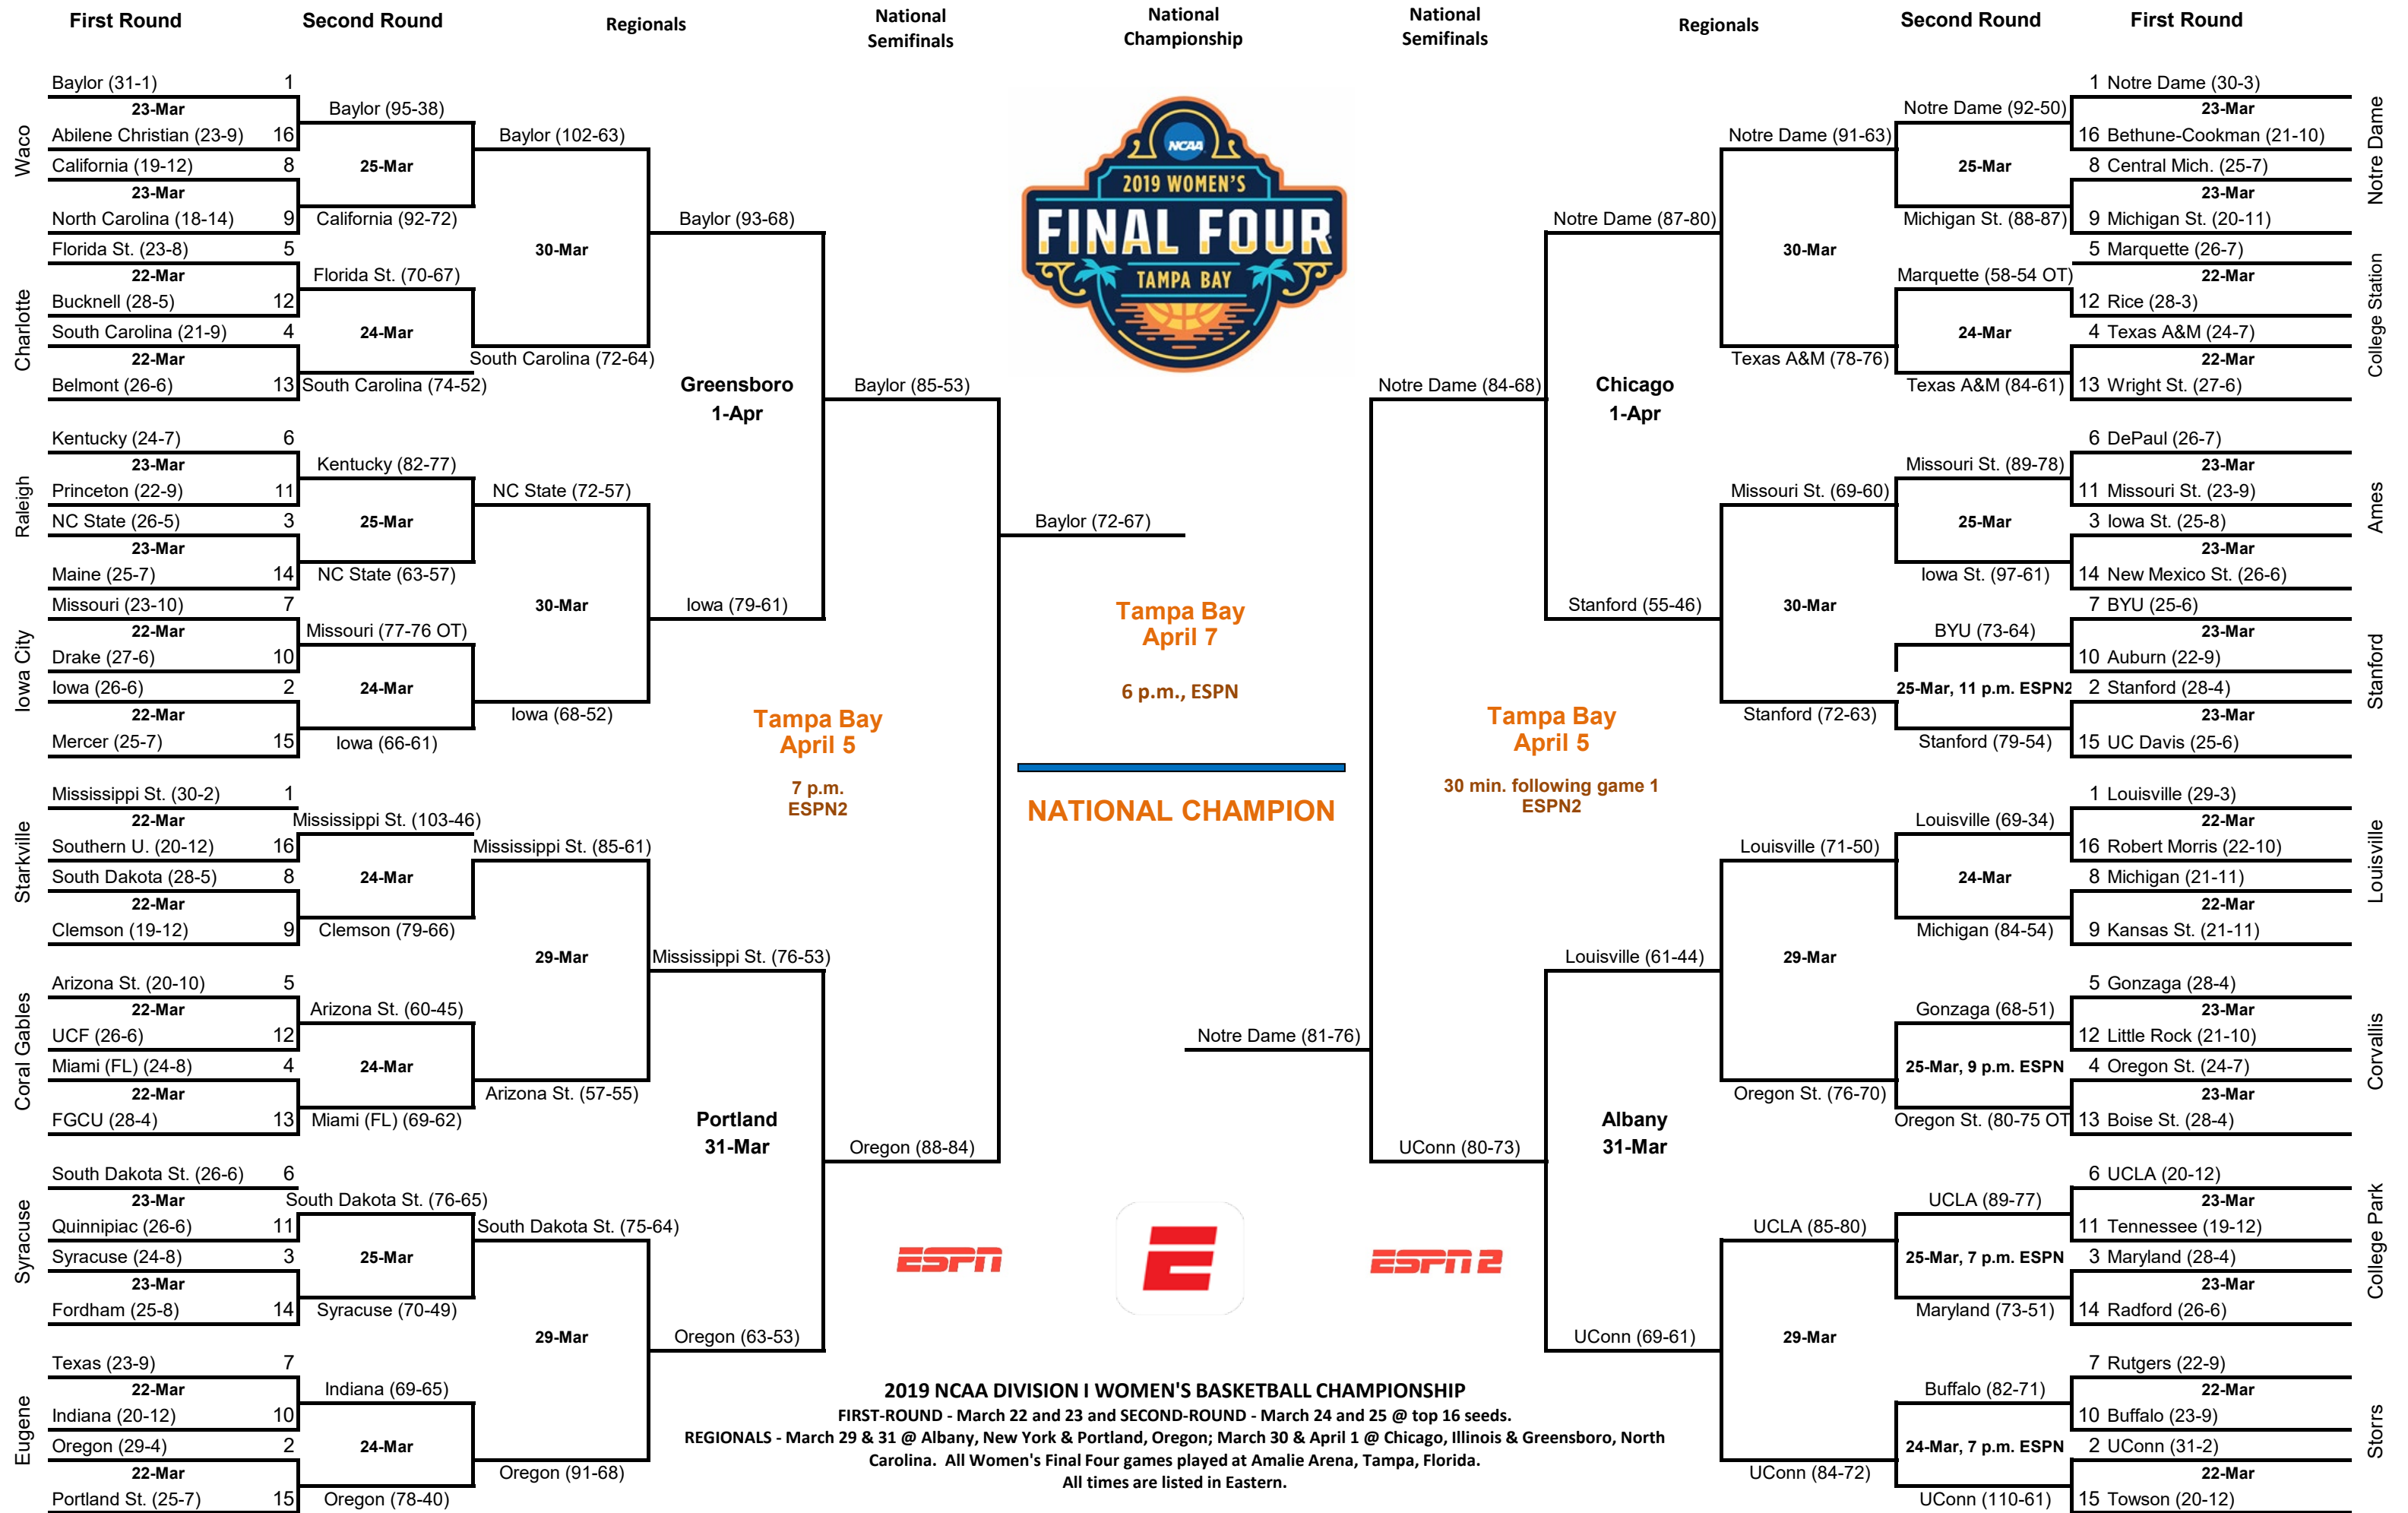 First Round
Second Round
Regionals
National
Semifinals
National
Championship
National
Semifinals
Regionals
Second Round
First Round
Waco
Baylor (31-1) 1
23-Mar
Abilene Christian (23-9) 16
California (19-12) 8
23-Mar
North Carolina (18-14) 9
Charlotte
Florida St. (23-8) 5
22-Mar
Bucknell (28-5) 12
South Carolina (21-9) 4
22-Mar
Belmont (26-6) 13
Raleigh
Kentucky (24-7) 6
23-Mar
Princeton (22-9) 11
NC State (26-5) 3
23-Mar
Maine (25-7) 14
Iowa City
Missouri (23-10) 7
22-Mar
Drake (27-6) 10
Iowa (26-6) 2
22-Mar
Mercer (25-7) 15
Starkville
Mississippi St. (30-2) 1
22-Mar
Southern U. (20-12) 16
South Dakota (28-5) 8
22-Mar
Clemson (19-12) 9
Coral Gables
Arizona St. (20-10) 5
22-Mar
UCF (26-6) 12
Miami (FL) (24-8) 4
22-Mar
FGCU (28-4) 13
Syracuse
South Dakota St. (26-6) 6
23-Mar
Quinnipiac (26-6) 11
Syracuse (24-8) 3
23-Mar
Fordham (25-8) 14
Eugene
Texas (23-9) 7
22-Mar
Indiana (20-12) 10
Oregon (29-4) 2
22-Mar
Portland St. (25-7) 15
Baylor (95-38)
25-Mar
California (92-72)
Florida St. (70-67)
24-Mar
South Carolina (74-52)
Kentucky (82-77)
25-Mar
NC State (63-57)
Missouri (77-76 OT)
24-Mar
Iowa (66-61)
Mississippi St. (103-46)
24-Mar
Clemson (79-66)
Arizona St. (60-45)
24-Mar
Miami (FL) (69-62)
South Dakota St. (76-65)
25-Mar
Syracuse (70-49)
Indiana (69-65)
24-Mar
Oregon (78-40)
Baylor (102-63)
30-Mar
South Carolina (72-64)
NC State (72-57)
30-Mar
Iowa (68-52)
Mississippi St. (85-61)
29-Mar
Arizona St. (57-55)
South Dakota St. (75-64)
29-Mar
Oregon (91-68)
Baylor (93-68)
Greensboro
1-Apr
Iowa (79-61)
Mississippi St. (76-53)
Portland
31-Mar
Oregon (63-53)
Baylor (85-53)
Tampa Bay
April 5
7 p.m.
ESPN2
Oregon (88-84)
NCAA
2019 WOMEN'S
FINAL FOUR
TAMPA BAY
Baylor (72-67)
Tampa Bay
April 7
6 p.m., ESPN
NATIONAL CHAMPION
Notre Dame (81-76)
ESPN
E
ESPN 2
Notre Dame (84-68)
Tampa Bay
April 5
30 min. following game 1
ESPN2
UConn (80-73)
Notre Dame (87-80)
Chicago
1-Apr
Stanford (55-46)
Louisville (61-44)
Albany
31-Mar
UConn (69-61)
Notre Dame (91-63)
30-Mar
Texas A&M (78-76)
Missouri St. (69-60)
30-Mar
Stanford (72-63)
Louisville (71-50)
29-Mar
Oregon St. (76-70)
UCLA (85-80)
29-Mar
UConn (84-72)
Notre Dame (92-50)
25-Mar
Michigan St. (88-87)
Marquette (58-54 OT)
24-Mar
Texas A&M (84-61)
Missouri St. (89-78)
25-Mar
Iowa St. (97-61)
BYU (73-64)
25-Mar, 11 p.m. ESPN2
Stanford (79-54)
Louisville (69-34)
24-Mar
Michigan (84-54)
Gonzaga (68-51)
25-Mar, 9 p.m. ESPN
Oregon St. (80-75 OT
UCLA (89-77)
25-Mar, 7 p.m. ESPN
Maryland (73-51)
Buffalo (82-71)
24-Mar, 7 p.m. ESPN
UConn (110-61)
1 Notre Dame (30-3)
23-Mar
16 Bethune-Cookman (21-10)
8 Central Mich. (25-7)
23-Mar
9 Michigan St. (20-11)
Notre Dame
5 Marquette (26-7)
22-Mar
12 Rice (28-3)
4 Texas A&M (24-7)
22-Mar
13 Wright St. (27-6)
College Station
6 DePaul (26-7)
23-Mar
11 Missouri St. (23-9)
3 Iowa St. (25-8)
23-Mar
14 New Mexico St. (26-6)
Ames
7 BYU (25-6)
23-Mar
10 Auburn (22-9)
2 Stanford (28-4)
23-Mar
15 UC Davis (25-6)
Stanford
1 Louisville (29-3)
22-Mar
16 Robert Morris (22-10)
8 Michigan (21-11)
22-Mar
9 Kansas St. (21-11)
Louisville
5 Gonzaga (28-4)
23-Mar
12 Little Rock (21-10)
4 Oregon St. (24-7)
23-Mar
13 Boise St. (28-4)
Corvallis
6 UCLA (20-12)
23-Mar
11 Tennessee (19-12)
3 Maryland (28-4)
23-Mar
14 Radford (26-6)
College Park
7 Rutgers (22-9)
22-Mar
10 Buffalo (23-9)
2 UConn (31-2)
22-Mar
15 Towson (20-12)
Storrs
2019 NCAA DIVISION I WOMEN'S BASKETBALL CHAMPIONSHIP
FIRST-ROUND - March 22 and 23 and SECOND-ROUND - March 24 and 25 @ top 16 seeds.
REGIONALS - March 29 & 31 @ Albany, New York & Portland, Oregon; March 30 & April 1 @ Chicago, Illinois & Greensboro, North
Carolina. All Women's Final Four games played at Amalie Arena, Tampa, Florida.
All times are listed in Eastern.